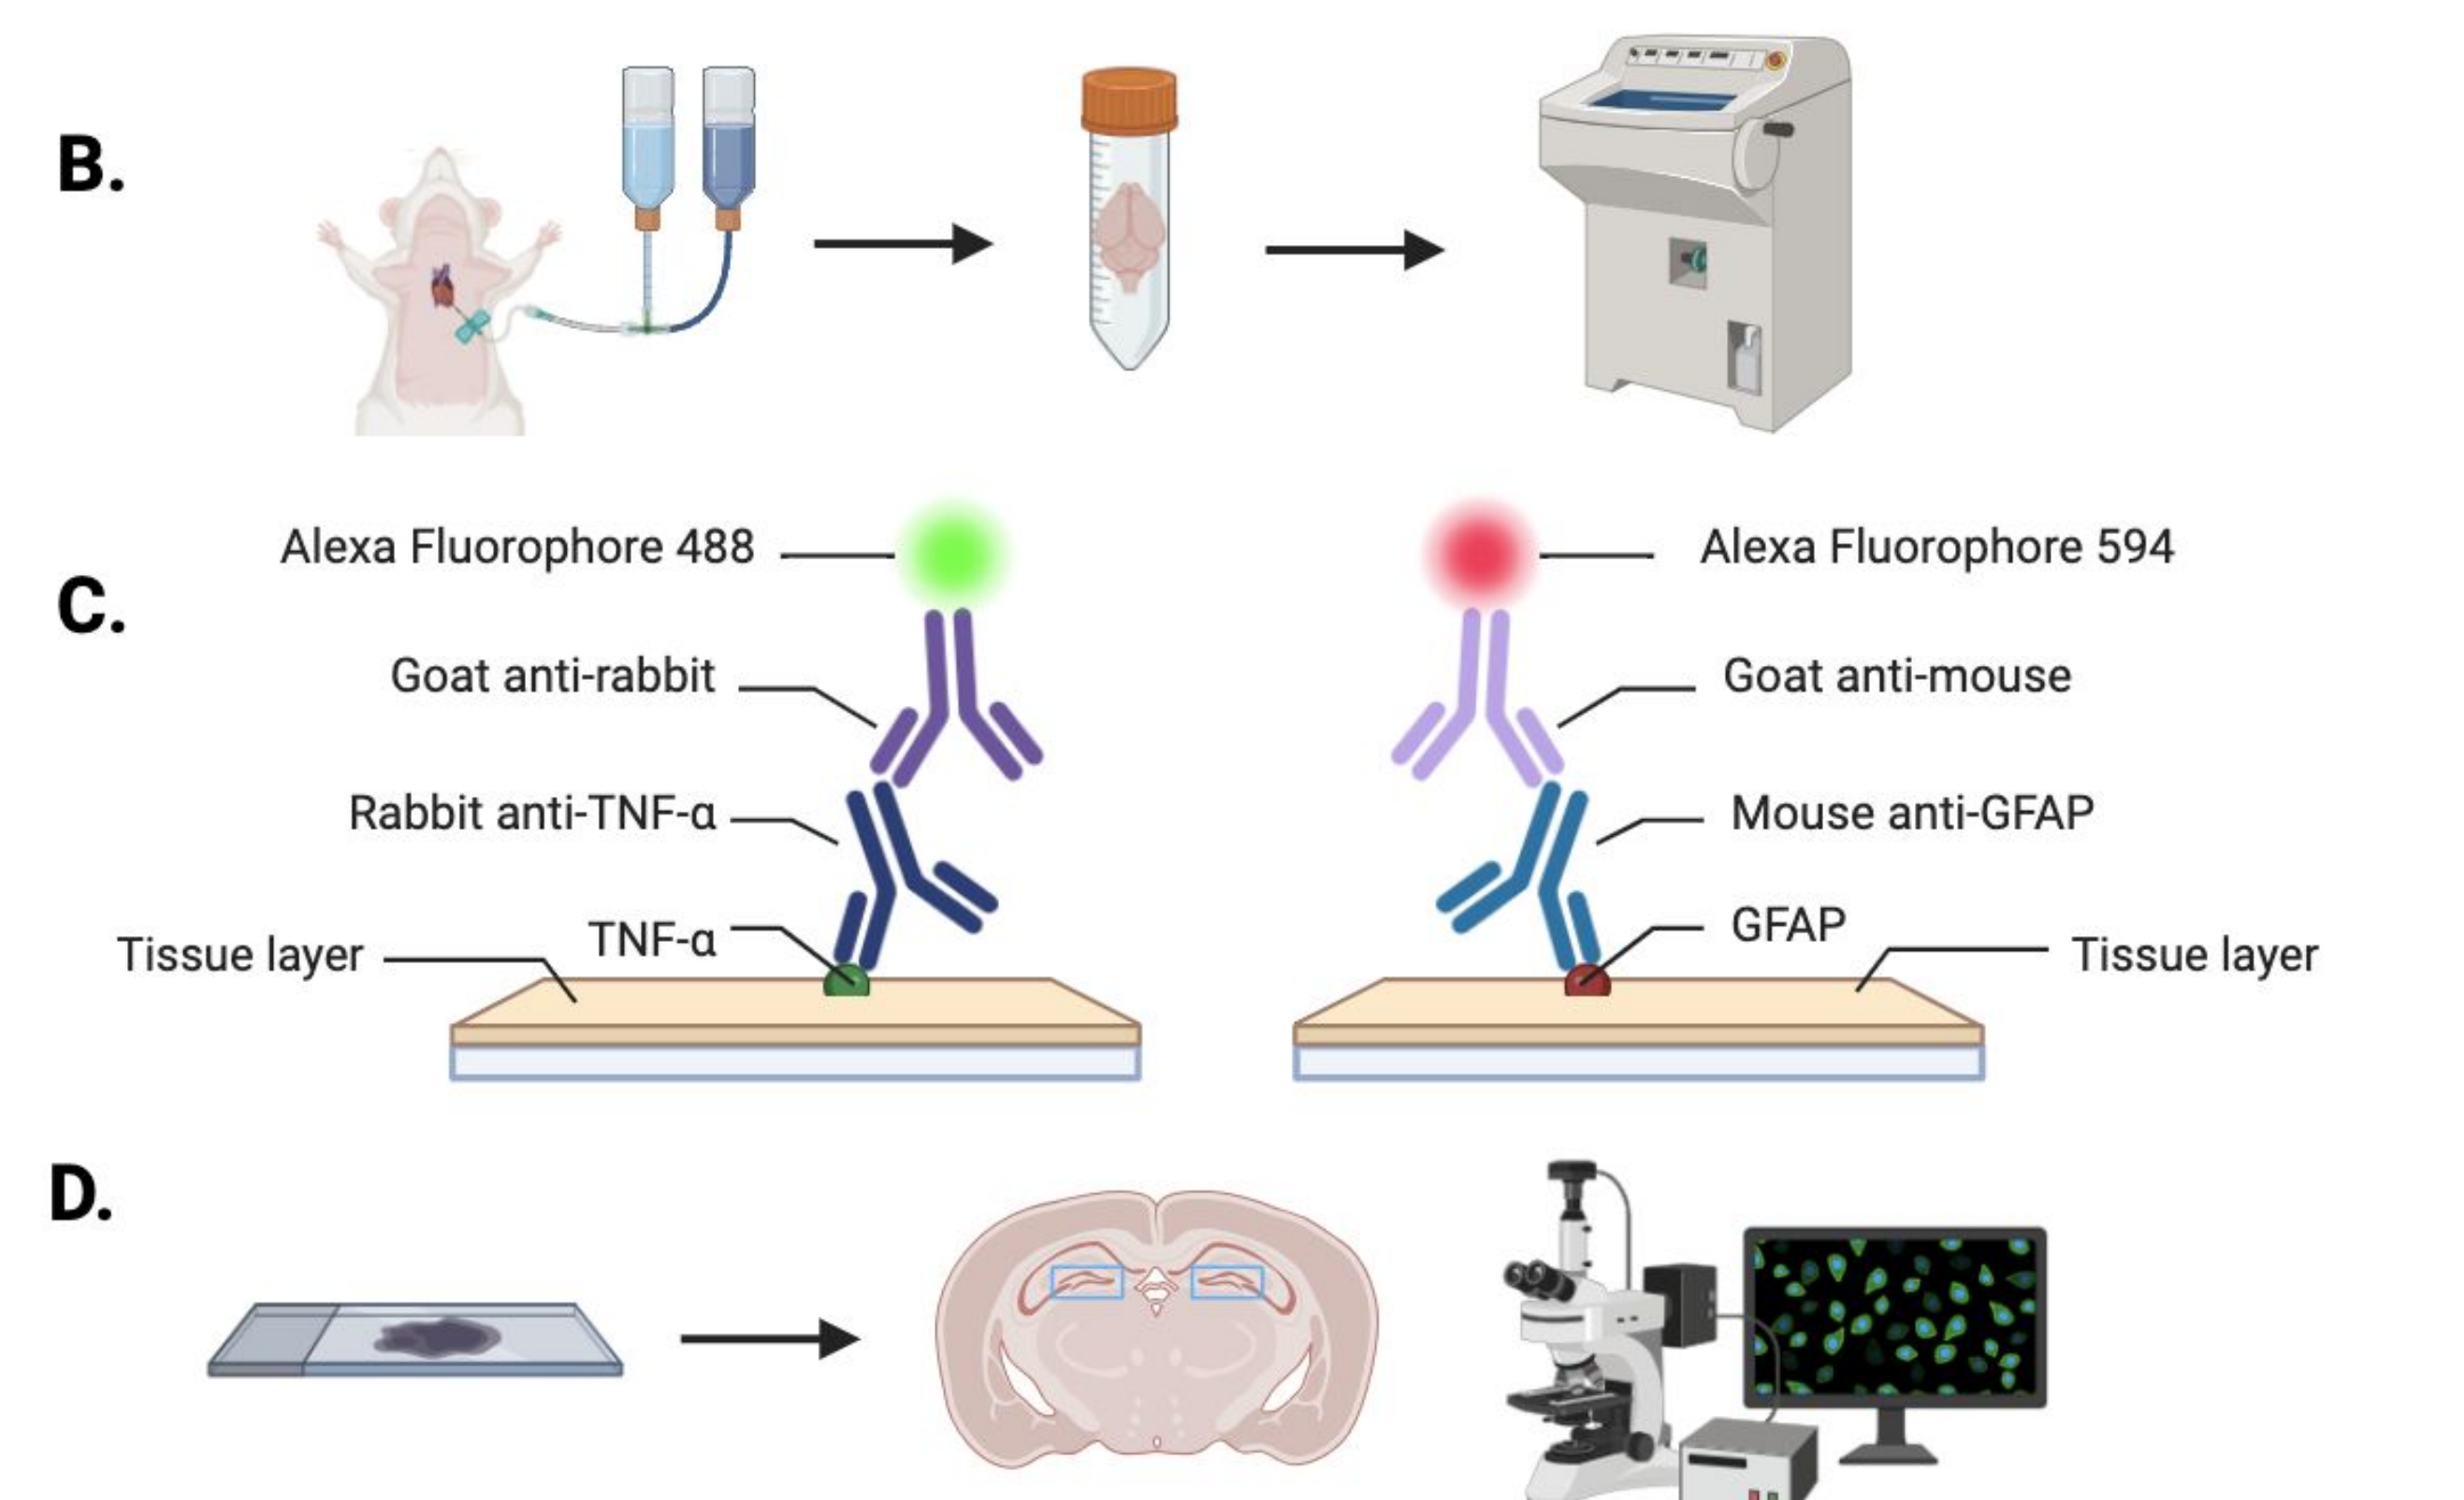 B.
C.
Alexa Fluorophore 488
Alexa Fluorophore 594
Goat anti-rabbit
Goat anti-mouse
Rabbit anti-TNF-α
Mouse anti-GFAP
TNF-α
GFAP
Tissue layer
Tissue layer
D.